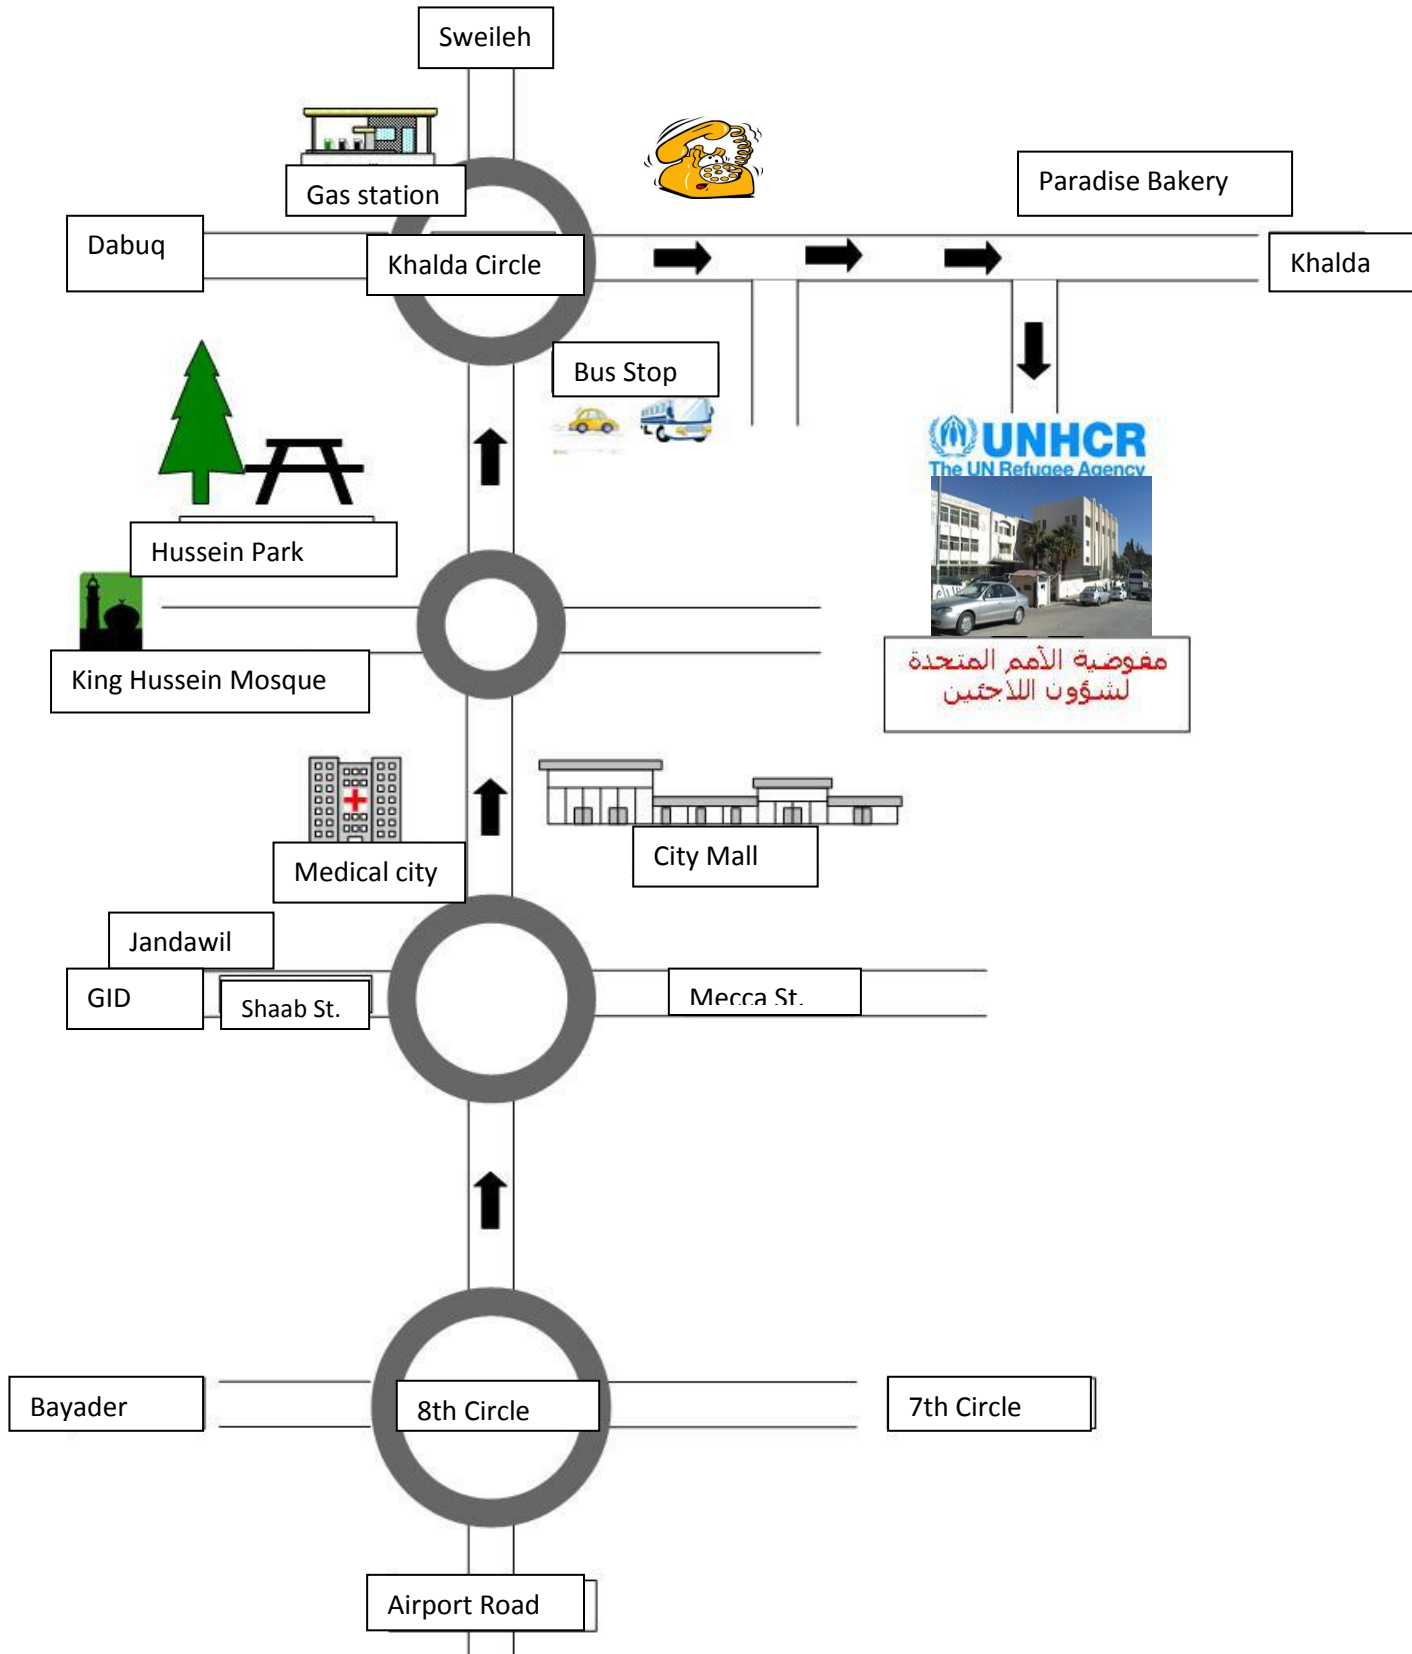 Sweileh
Gas station
Paradise Bakery
Dabuq
Khalda Circle
Khalda
Bus Stop
UNHCR
The UN Refugee Agency
Hussein Park
King Hussein Mosque
مفوضية الأمم المتحدة
لشؤون اللاجئين
Medical city
City Mall
Jandawil
GID
Shaab St.
Mecca St.
Bayader
8th Circle
7th Circle
Airport Road